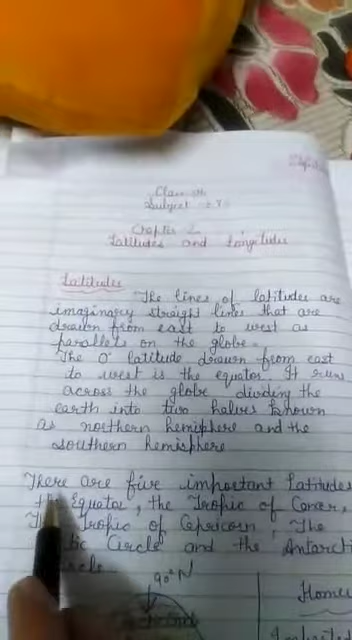 Class
Subject
Chapter 2
Latitudes and Longitudes
Latitudes
The lines of latitudes are
imaginary straight lines that are
drawn from east to west as
parallels on the globe.
The 0° latitude drawn from east
to west is the equator. It runs
across the globe dividing the
earth into two halves known
as northern hemisphere and the
southern hemisphere
There are five important Latitudes
the Equator, the Tropic of Cancer,
Tropic of Capricorn, The
Circle and the Antarcti
90° N